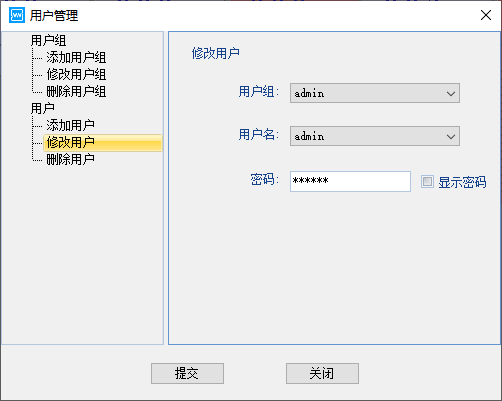 用户管理
用户组
添加用户组
修改用户组
删除用户组
用户
添加用户
修改用户
删除用户
修改用户
用户组: admin
用户名: admin
密码: ****** 显示密码
提交 关闭